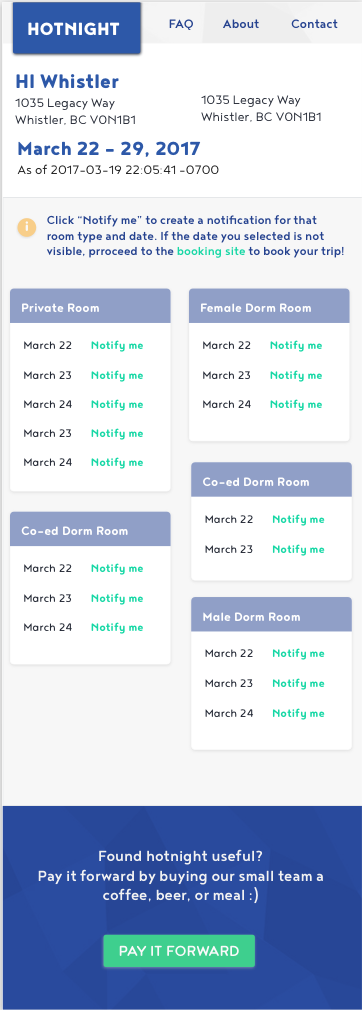 HOTNIGHT
FAQ
About
Contact
HI Whistler
1035 Legacy Way
Whistler, BC V0N1B1
1035 Legacy Way
Whistler, BC V0N1B1
March 22 - 29, 2017
As of 2017-03-19 22:05:41 -0700
i
Click “Notify me” to create a notification for that
room type and date. If the date you selected is not
visible, prroceed to the booking site to book your trip!
Private Room
March 22 Notify me
March 23 Notify me
March 24 Notify me
March 23 Notify me
March 24 Notify me
Female Dorm Room
March 22 Notify me
March 23 Notify me
March 24 Notify me
Co-ed Dorm Room
March 22 Notify me
March 23 Notify me
Co-ed Dorm Room
March 22 Notify me
March 23 Notify me
March 24 Notify me
Male Dorm Room
March 22 Notify me
March 23 Notify me
March 24 Notify me
Found hotnight useful?
Pay it forward by buying our small team a
coffee, beer, or meal :)
PAY IT FORWARD